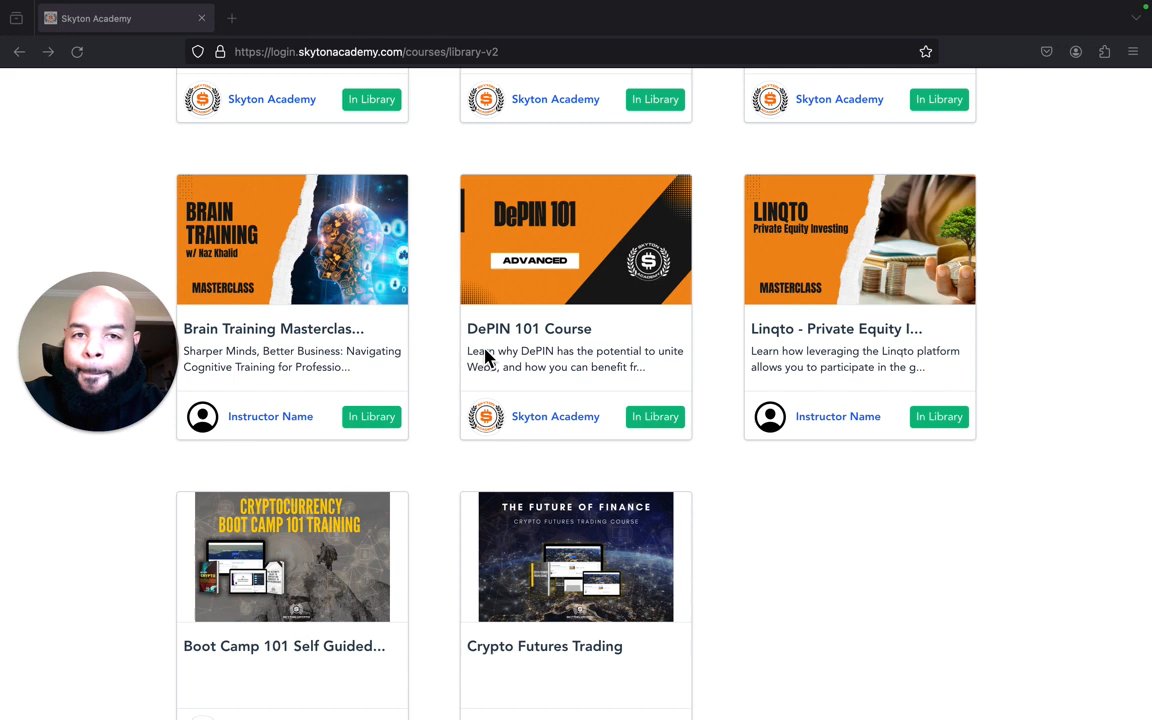 Skyton Academy
https://login.skytonacademy.com/courses/library-v2
Skyton Academy In Library
Skyton Academy In Library
Skyton Academy In Library
BRAIN
TRAINING
w/ Naz Khalid
MASTERCLASS
Brain Training Masterclas...
Sharper Minds, Better Business: Navigating
Cognitive Training for Professio...
Instructor Name In Library
DePIN 101
ADVANCED
DePIN 101 Course
Learn why DePIN has the potential to unite
and how you can benefit fr...
Skyton Academy In Library
LINQTO
Private Equity Investing
MASTERCLASS
Linqto - Private Equity I...
Learn how leveraging the Linqto platform
allows you to participate in the g...
Instructor Name In Library
CRYPTOCURRENCY
BOOT CAMP 101 TRAINING
Boot Camp 101 Self Guided...
THE FUTURE OF FINANCE
CRYPTO FUTURES TRADING COURSE
Crypto Futures Trading